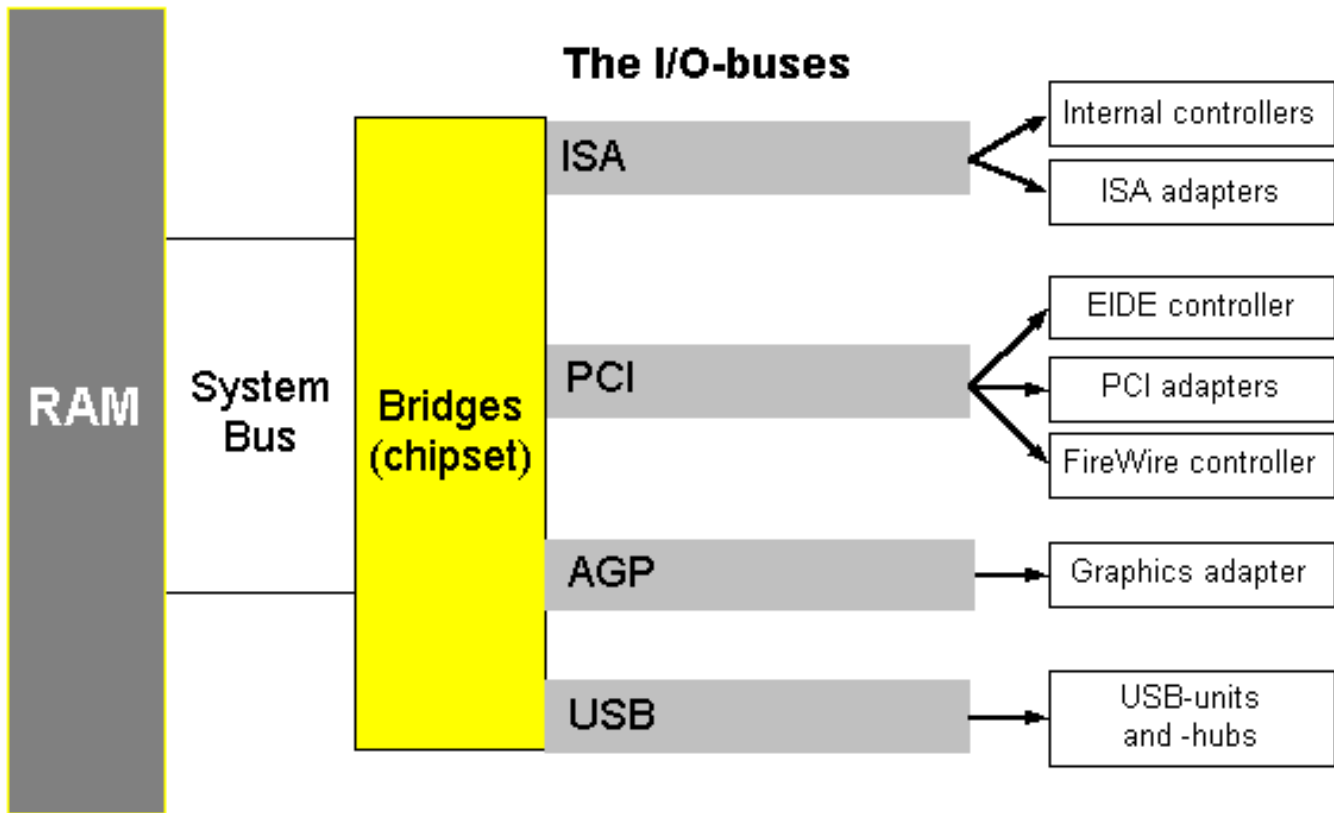 The I/O-buses
RAM
System
Bus
Bridges
(chipset)
ISA
Internal controllers
ISA adapters
PCI
EIDE controller
PCI adapters
FireWire controller
AGP
Graphics adapter
USB
USB-units
and -hubs